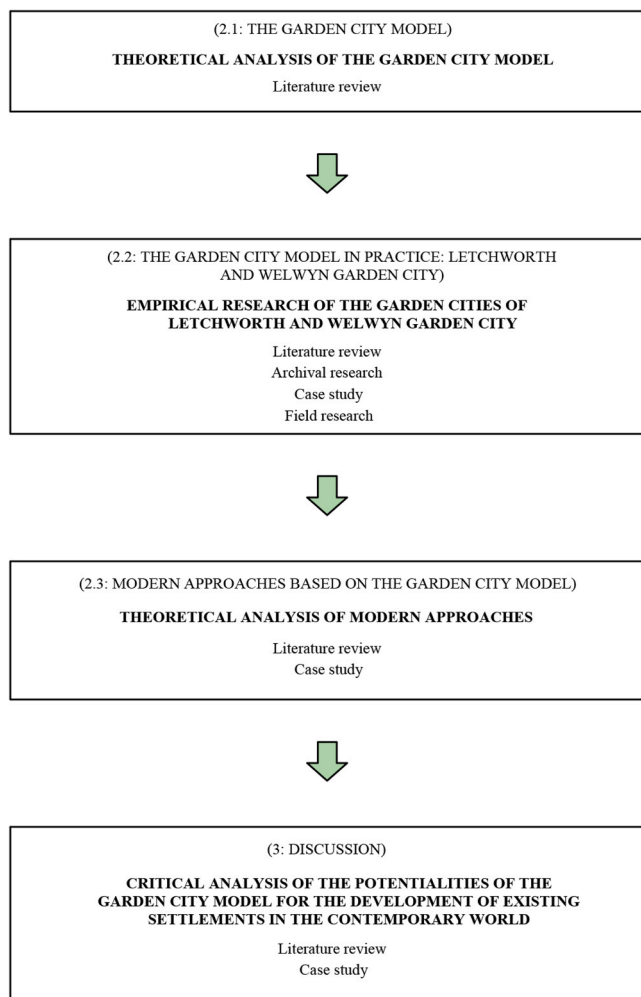 (2.1: THE GARDEN CITY MODEL)
THEORETICAL ANALYSIS OF THE GARDEN CITY MODEL
Literature review
(2.2: THE GARDEN CITY MODEL IN PRACTICE: LETCHWORTH
AND WELWYN GARDEN CITY)
EMPIRICAL RESEARCH OF THE GARDEN CITIES OF
LETCHWORTH AND WELWYN GARDEN CITY
Literature review
Archival research
Case study
Field research
(2.3: MODERN APPROACHES BASED ON THE GARDEN CITY MODEL)
THEORETICAL ANALYSIS OF MODERN APPROACHES
Literature review
Case study
(3: DISCUSSION)
CRITICAL ANALYSIS OF THE POTENTIALITIES OF THE
GARDEN CITY MODEL FOR THE DEVELOPMENT OF EXISTING
SETTLEMENTS IN THE CONTEMPORARY WORLD
Literature review
Case study